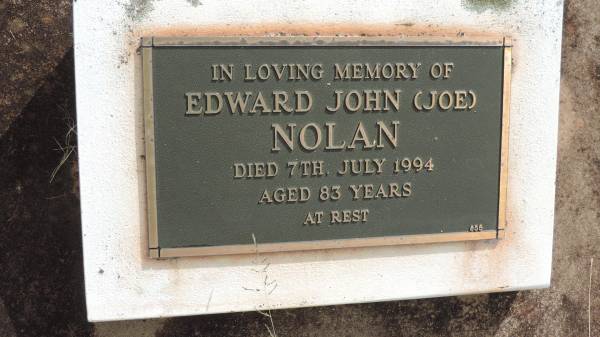 IN LOVING MEMORY OF
EDWARD JOHN (JOE)
NOLAN
DIED 7TH. JULY 1994
AGED 83 YEARS
AT REST